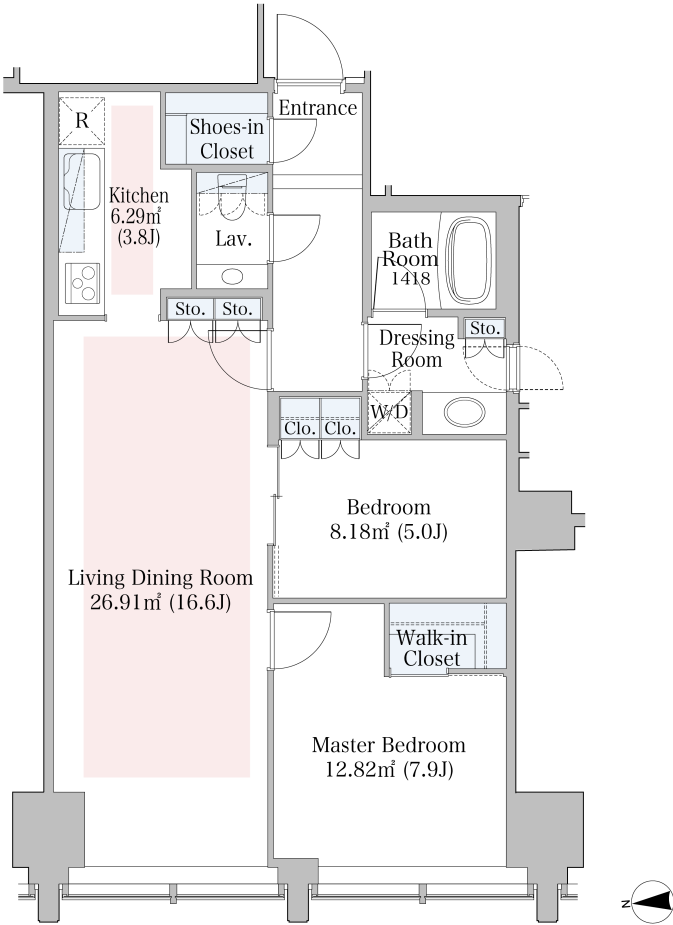 Entrance
R
Shoes-in
Closet
Kitchen
6.29㎡
(3.8J)
Lav.
Bath
Room
1418
Sto.
Sto.
Sto.
Dressing
Room
W/D
Clo.
Clo.
Bedroom
8.18㎡ (5.0J)
Living Dining Room
26.91㎡ (16.6J)
Walk-in
Closet
Master Bedroom
12.82㎡ (7.9J)
N